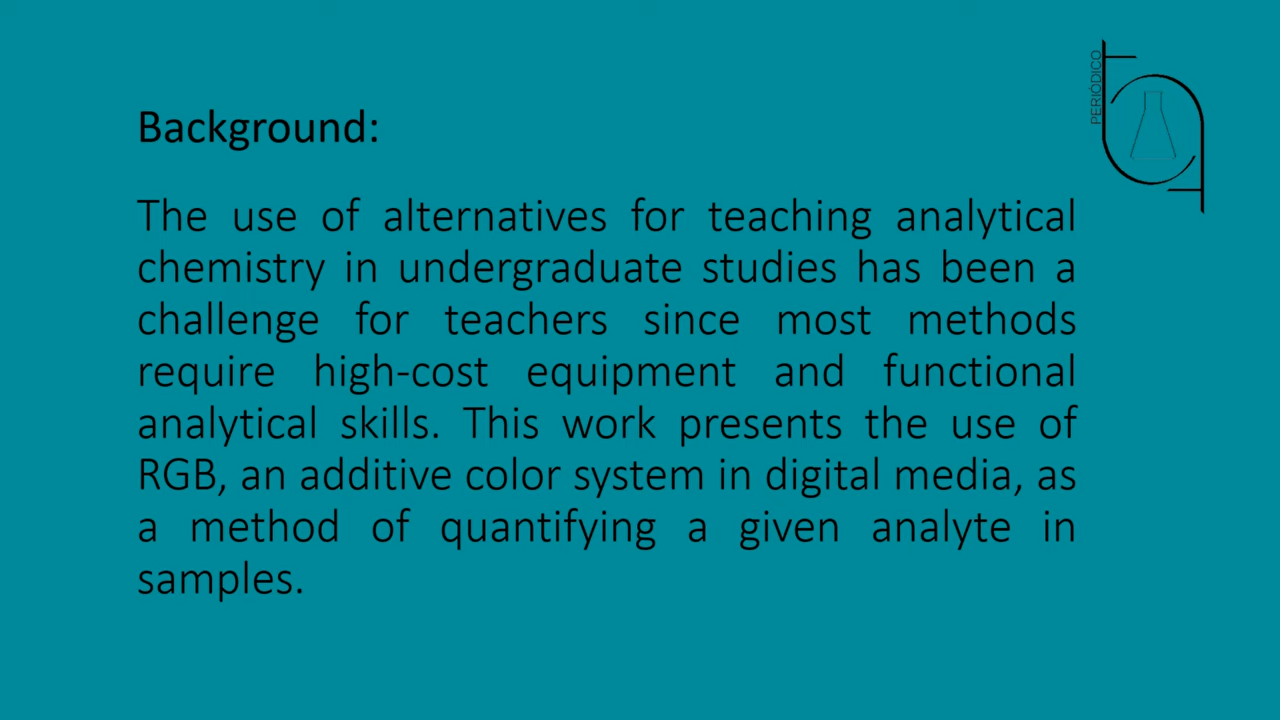 PERIÓDICO
Background:
The use of alternatives for teaching analytical
chemistry in undergraduate studies has been a
challenge for teachers since most methods
require high-cost equipment and functional
analytical skills. This work presents the use of
RGB, an additive color system in digital media, as
a method of quantifying a given analyte in
samples.